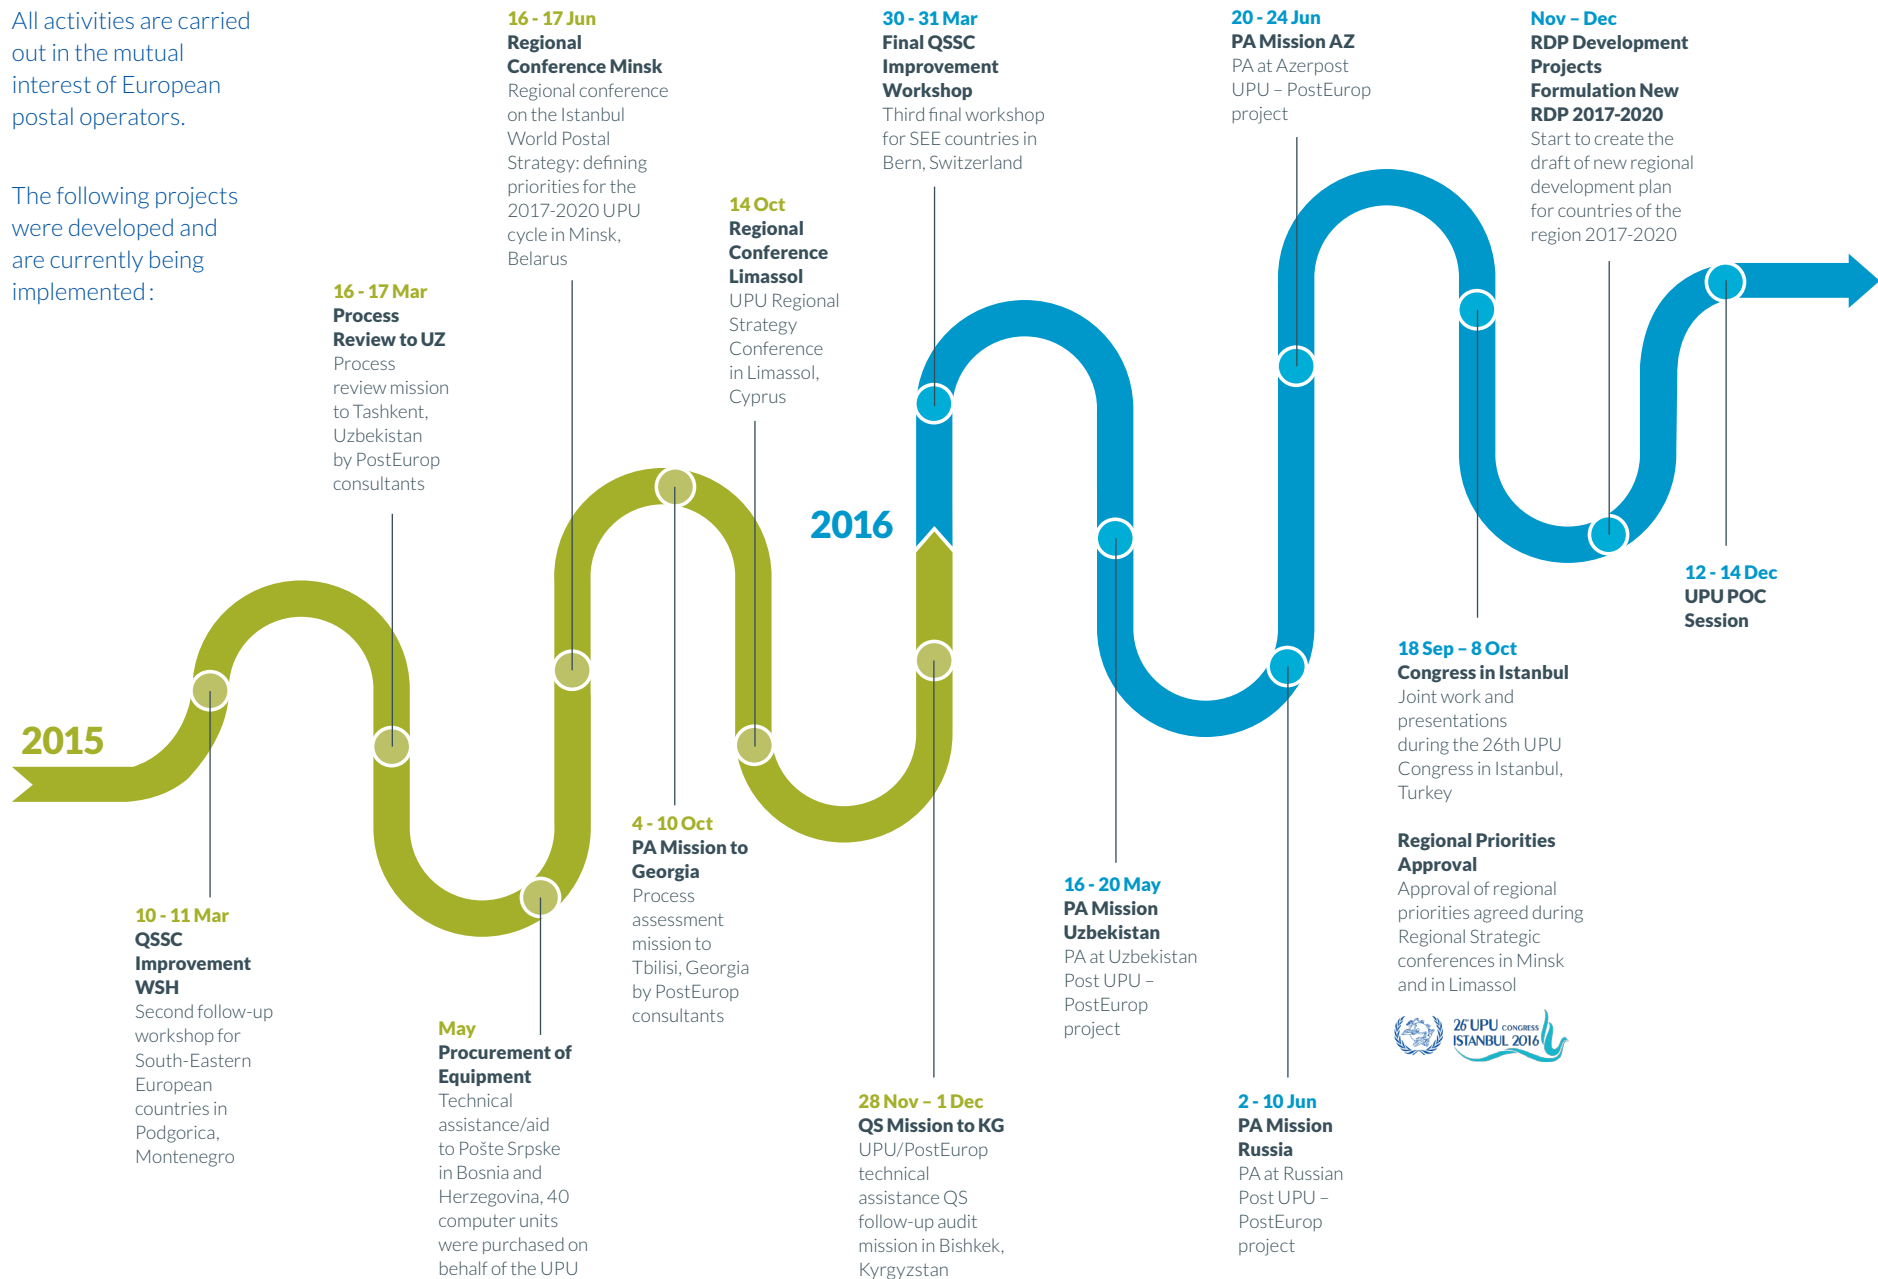 All activities are carried
out in the mutual
interest of European
postal operators.
The following projects
were developed and
are currently being
implemented :
2015
10 - 11 Mar
QSSC
Improvement
WSH
Second follow-up
workshop for
South-Eastern
European
countries in
Podgorica,
Montenegro
16 - 17 Mar
Process
Review to UZ
Process
review mission
to Tashkent,
Uzbekistan
by PostEurop
consultants
May
Procurement of
Equipment
Technical
assistance/aid
to Pošte Srpske
in Bosnia and
Herzegovina, 40
computer units
were purchased on
behalf of the UPU
16 - 17 Jun
Regional
Conference Minsk
Regional conference
on the Istanbul
World Postal
Strategy: defining
priorities for the
2017-2020 UPU
cycle in Minsk,
Belarus
4 - 10 Oct
PA Mission to
Georgia
Process
assessment
mission to
Tbilisi, Georgia
by PostEurop
consultants
14 Oct
Regional
Conference
Limassol
UPU Regional
Strategy
Conference
in Limassol,
Cyprus
28 Nov – 1 Dec
QS Mission to KG
UPU/PostEurop
technical
assistance QS
follow-up audit
mission in Bishkek,
Kyrgyzstan
2016
30 - 31 Mar
Final QSSC
Improvement
Workshop
Third final workshop
for SEE countries in
Bern, Switzerland
16 - 20 May
PA Mission
Uzbekistan
PA at Uzbekistan
Post UPU –
PostEurop
project
2 - 10 Jun
PA Mission
Russia
PA at Russian
Post UPU –
PostEurop
project
20 - 24 Jun
PA Mission AZ
PA at Azerpost
UPU – PostEurop
project
18 Sep – 8 Oct
Congress in Istanbul
Joint work and
presentations
during the 26th UPU
Congress in Istanbul,
Turkey
Regional Priorities
Approval
Approval of regional
priorities agreed during
Regional Strategic
conferences in Minsk
and in Limassol
26 UPU CONGRESS
ISTANBUL 2016
Nov – Dec
RDP Development
Projects
Formulation New
RDP 2017-2020
Start to create the
draft of new regional
development plan
for countries of the
region 2017-2020
12 - 14 Dec
UPU POC
Session